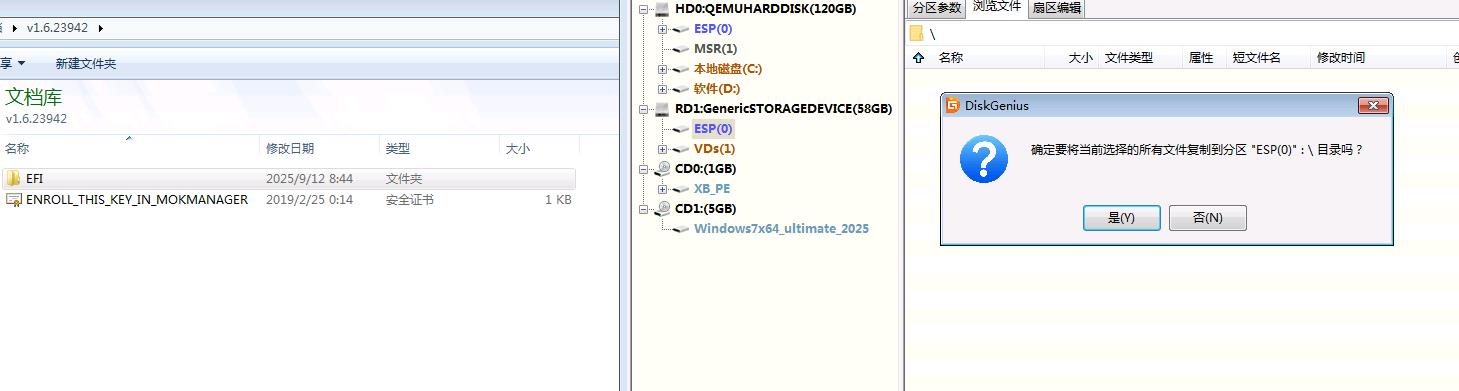 v1.6.23942
享 新建文件夹
文档库
v1.6.23942
名称 修改日期 类型 大小
EFI 2025/9/12 8:44 文件夹
ENROLL_THIS_KEY_IN_MOKMANAGER 2019/2/25 0:14 安全证书 1 KB
HD0:QEMUHARDDISK(120GB)
ESP(0)
MSR(1)
本地磁盘(C:)
软件(D:)
RD1:GenericSTORAGEDEVICE(58GB)
ESP(0)
VDs(1)
CD0:(1GB)
XB_PE
CD1:(5GB)
Windows7x64_ultimate_2025
分区参数 浏览文件 扇区编辑
\
名称 大小 文件类型 属性 短文件名 修改时间
DiskGenius
确定要将当前选择的所有文件复制到分区 "ESP(0)" : \ 目录吗？
是(Y) 否(N)